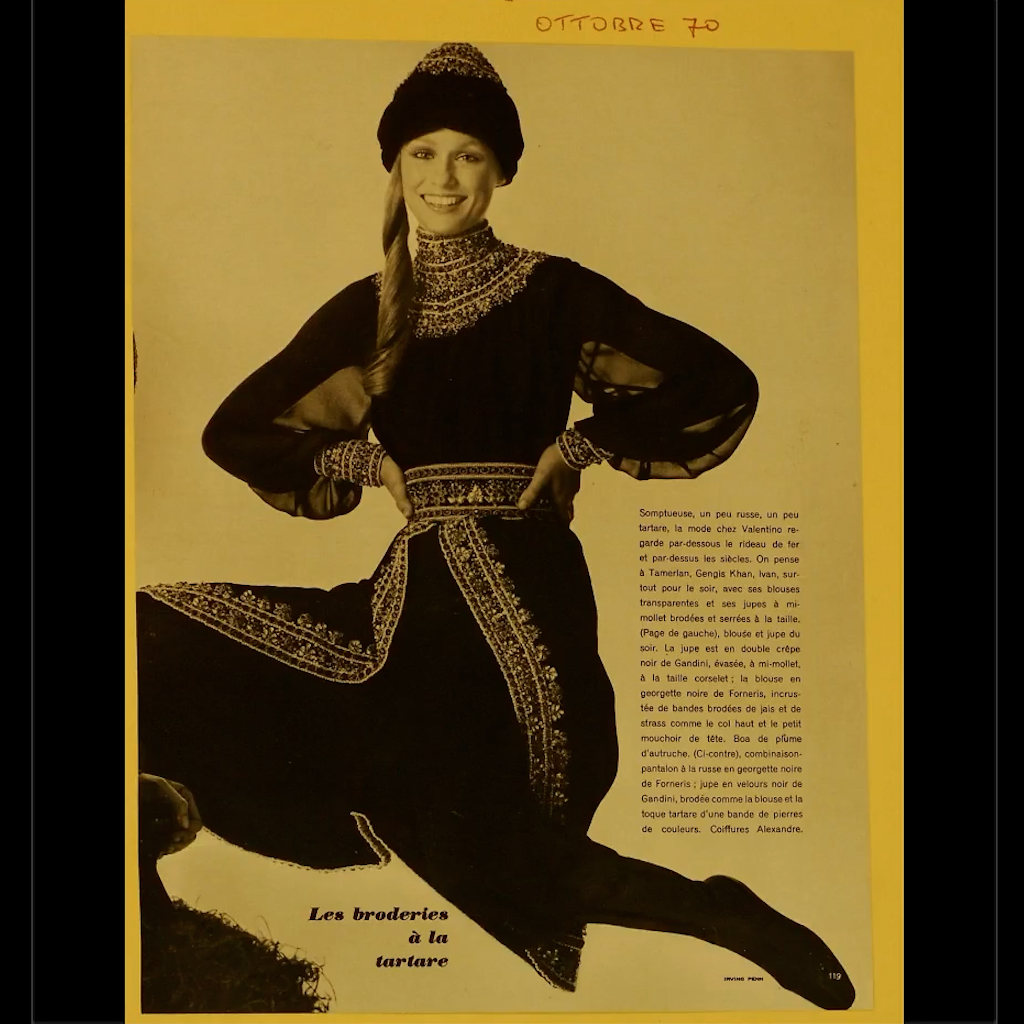 OTTOBRE 70
Somptueuse, un peu russe, un peu
tartare, la mode chez Valentino re-
garde par-dessous le rideau de fer
et par-dessus les siècles. On pense
à Tamerlan, Gengis Khan, Ivan, sur-
tout pour le soir, avec ses blouses
transparentes et ses jupes à mi-
mollet brodées et serrées à la taille.
(Page de gauche), blouse et jupe du
soir. La jupe est en double crêpe
noir de Gandini, évasée, à mi-mollet,
à la taille corselet ; la blouse en
georgette noire de Forneris, incrus-
tée de bandes brodées de jais et de
strass comme le col haut et le petit
mouchoir de tête. Boa de plume
d'autruche. (Ci-contre), combinaison-
pantalon à la russe en georgette noire
de Forneris ; jupe en velours noir de
Gandini, brodée comme la blouse et la
toque tartare d'une bande de pierres
de couleurs. Coiffures Alexandre.
Les broderies
à la
tartare
IRVING PENN
119